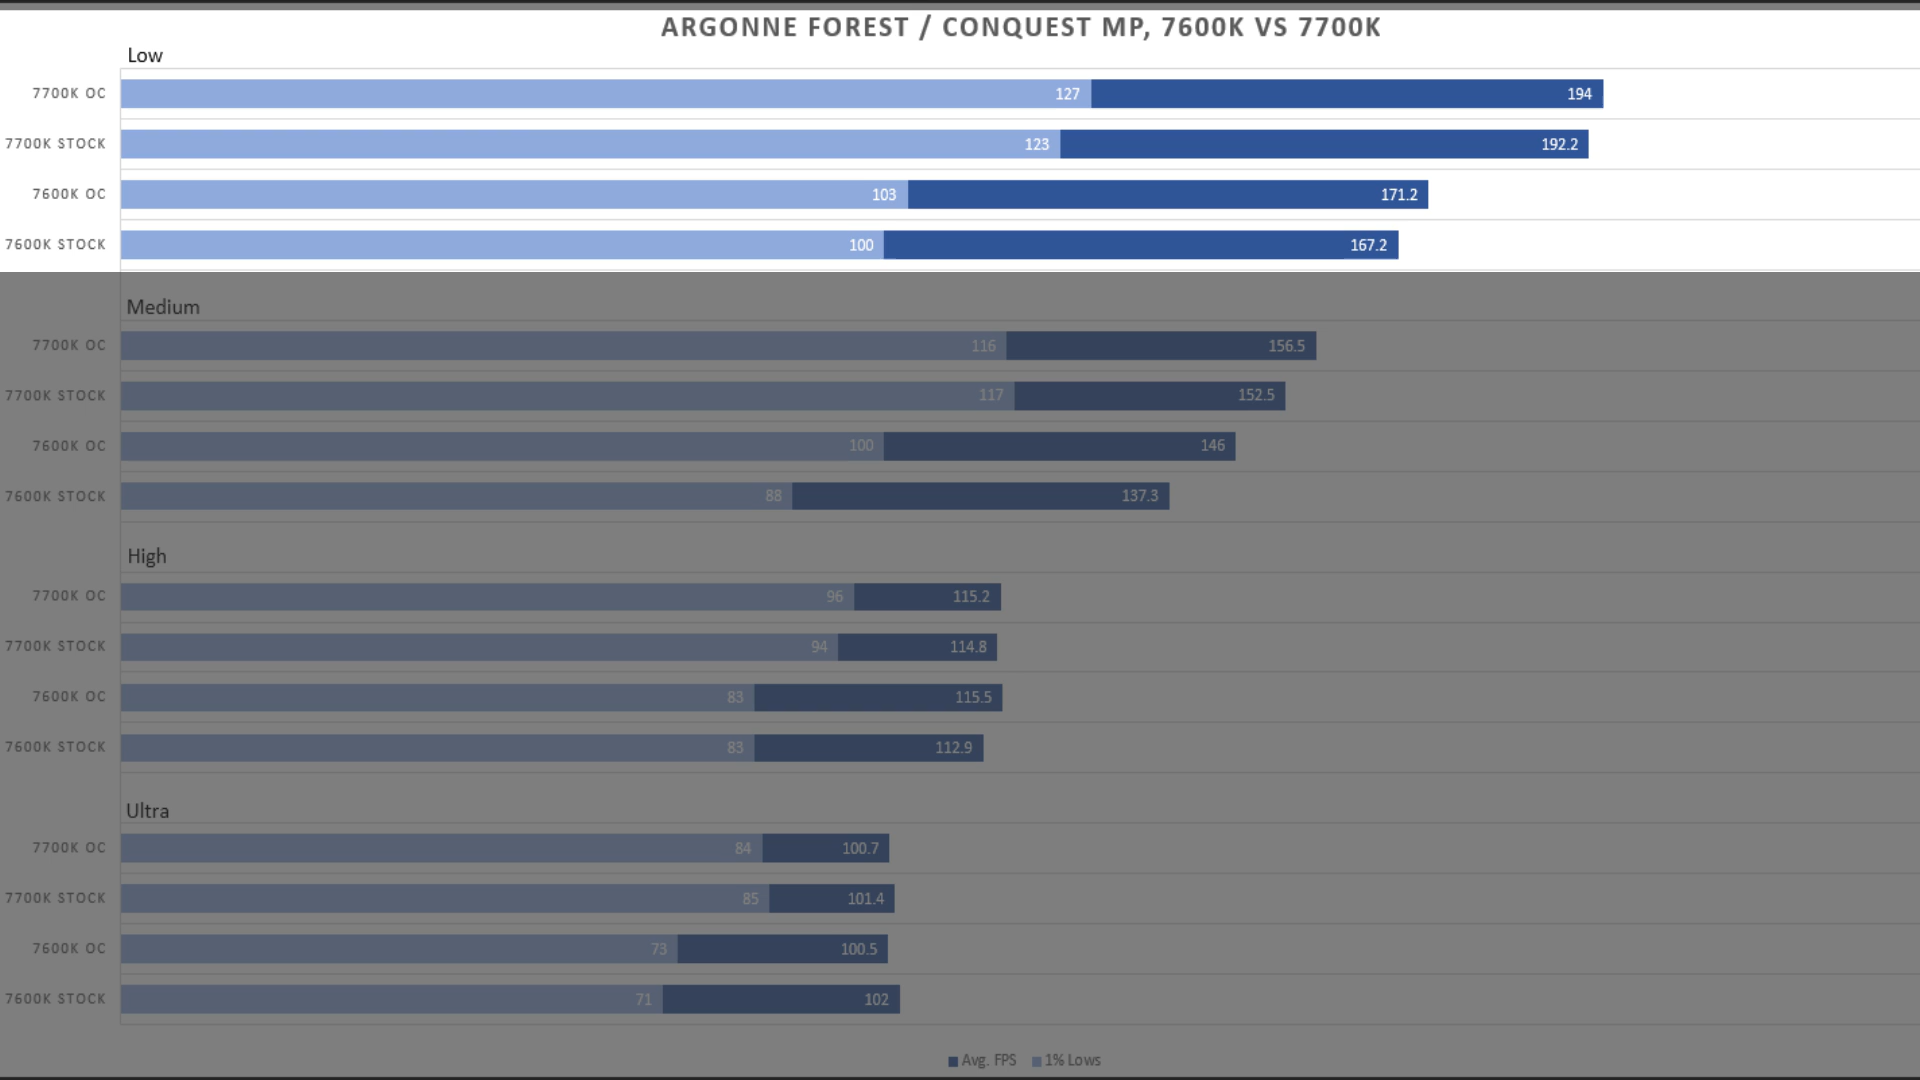 ARGONNE FOREST / CONQUEST MP, 7600K VS 7700K
Low
7700K OC 127 194
7700K STOCK 123 192.2
7600K OC 103 171.2
7600K STOCK 100 167.2
Medium
7700K OC 116 156.5
7700K STOCK 117 152.5
7600K OC 100 146
7600K STOCK 88 137.3
High
7700K OC 96 115.2
7700K STOCK 94 114.8
7600K OC 83 115.5
7600K STOCK 83 112.9
Ultra
7700K OC 84 100.7
7700K STOCK 85 101.4
7600K OC 73 100.5
7600K STOCK 71 102
Avg. FPS 1% Lows